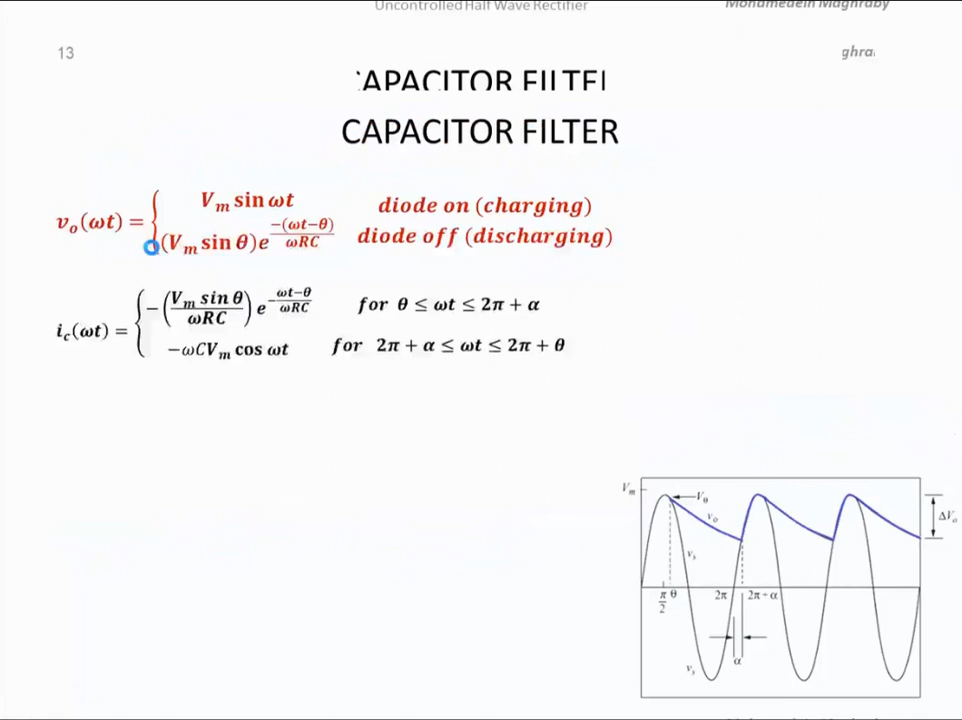 Uncontrolled Half Wave Rectifier
Mohamedein Maghraby
13
CAPACITOR FILTER
v_o(ωt) = { V_m sin ωt diode on (charging)
(V_m sin θ)e^{-(ωt-θ)/ωRC} diode off (discharging)
i_c(ωt) = { -(V_m sin θ/ωRC) e^{-(ωt-θ)/ωRC} for θ ≤ ωt ≤ 2π + α
-ωCV_m cos ωt for 2π + α ≤ ωt ≤ 2π + θ
V_m
V_θ
v_o
ΔV_o
v_s
π/2 θ 2π 2π + α
α
v_s